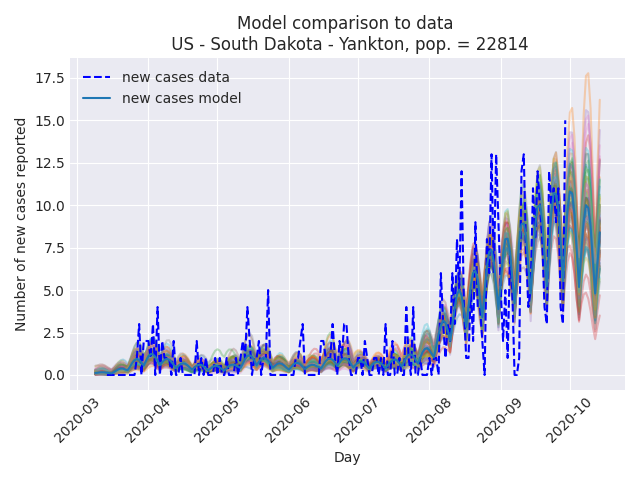 Model comparison to data
US - South Dakota - Yankton, pop. = 22814
new cases data
new cases model
Number of new cases reported
17.5
15.0
12.5
10.0
7.5
5.0
2.5
0.0
2020-03
2020-04
2020-05
2020-06
2020-07
2020-08
2020-09
2020-10
Day